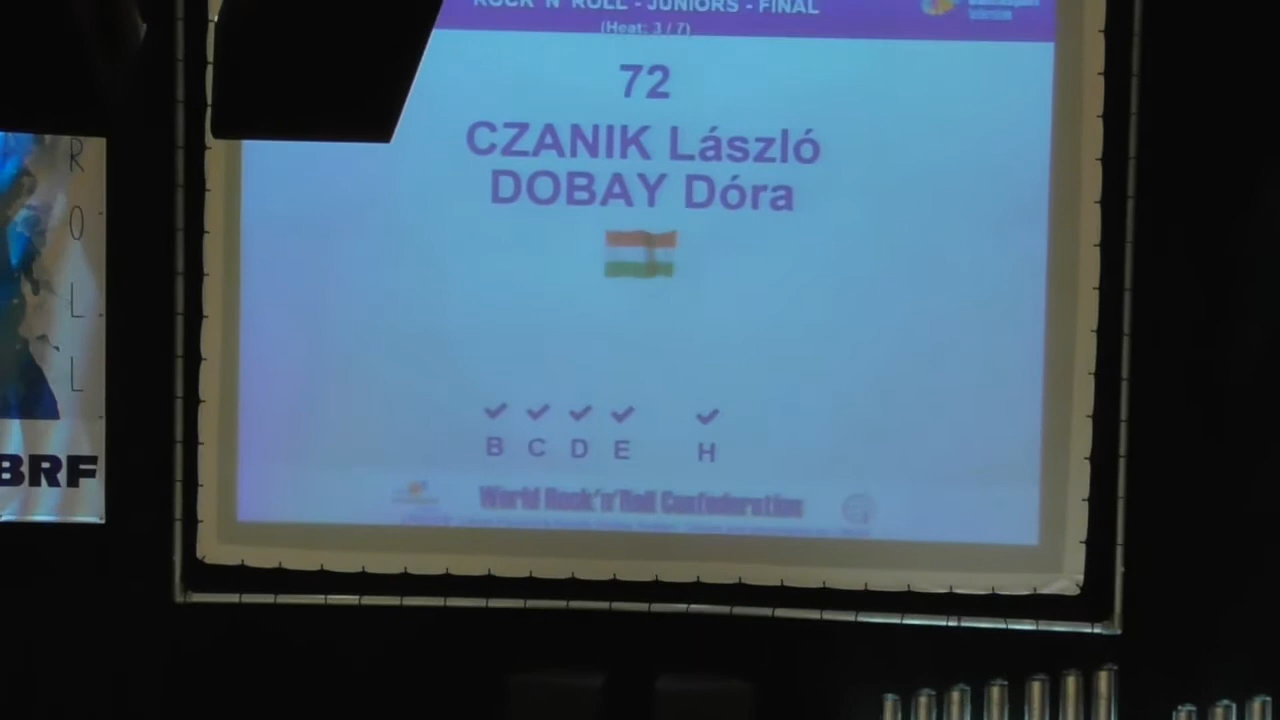 ROCK 'N' ROLL - JUNIORS - FINAL
(Heat: 3 / 7)
72
CZANIK László
DOBAY Dóra
B C D E H
World Rock'n'Roll Confederation
R
O
L
L
BRF